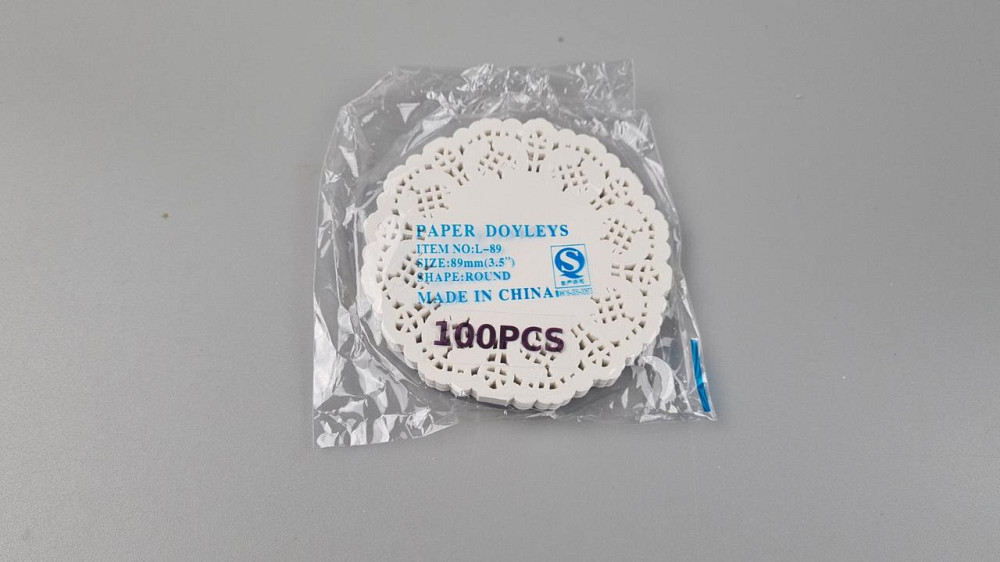 PAPER DOYLEYS
ITEM NO:L-89
SIZE:89mm(3.5")
SHAPE:ROUND
MADE IN CHINA
100PCS